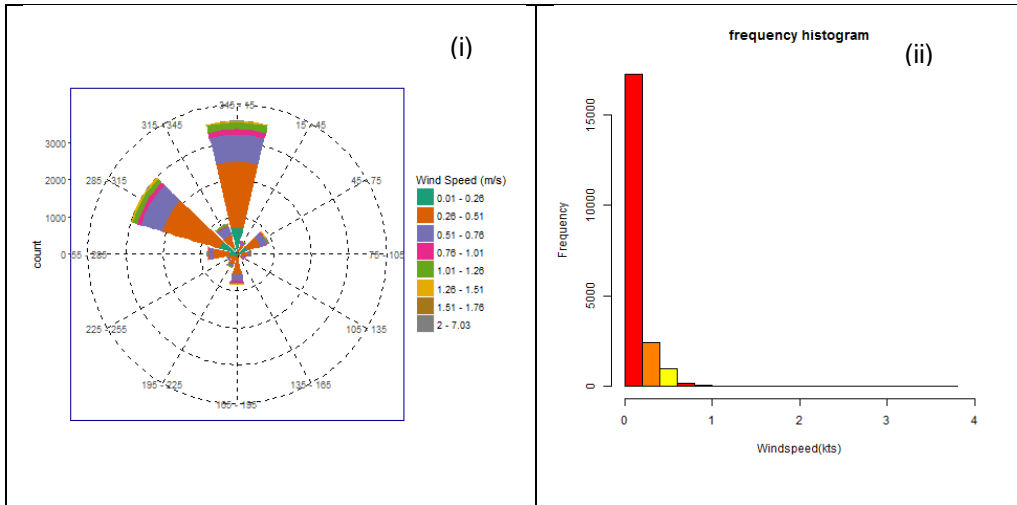 (i)
345 - 15
315 - 345
15 - 45
3000
285 - 315
45 - 75
2000
1000
0
55 - 285
75 - 105
count
225 - 255
105 - 135
195 - 225
135 - 165
165 - 195
Wind Speed (m/s)
0.01 - 0.26
0.26 - 0.51
0.51 - 0.76
0.76 - 1.01
1.01 - 1.26
1.26 - 1.51
1.51 - 1.76
2 - 7.03
frequency histogram
(ii)
15000
10000
5000
0
Frequency
0 1 2 3 4
Windspeed(kts)